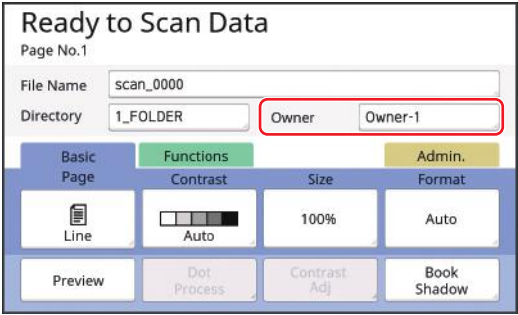 Ready to Scan Data
Page No.1
File Name scan_0000
Directory 1_FOLDER Owner Owner-1
Basic Functions Admin.
Page Contrast Size Format
Line Auto 100% Auto
Preview Dot Process Contrast Adj Book Shadow